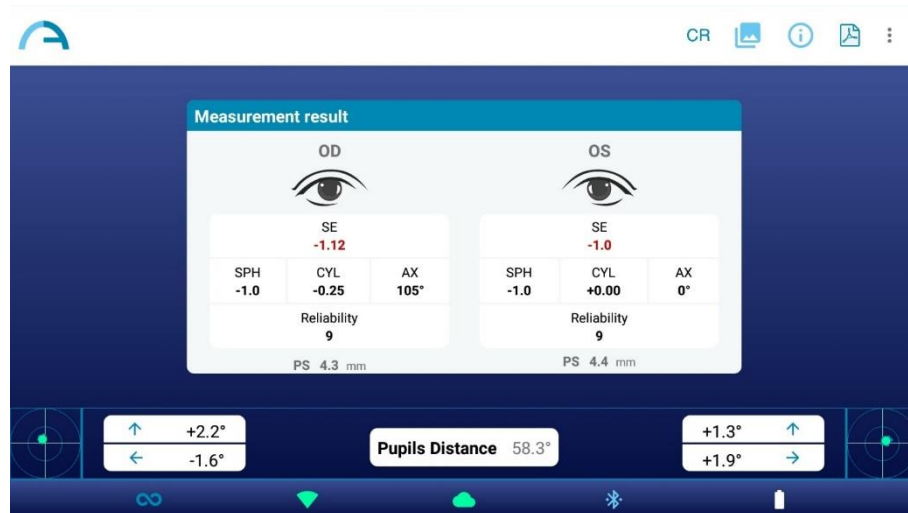 CR
Measurement result
OD OS
SE SE
-1.12 -1.0
SPH CYL AX SPH CYL AX
-1.0 -0.25 105° -1.0 +0.00 0°
Reliability Reliability
9 9
PS 4.3 mm PS 4.4 mm
+2.2° +1.3°
Pupils Distance 58.3°
-1.6° +1.9°